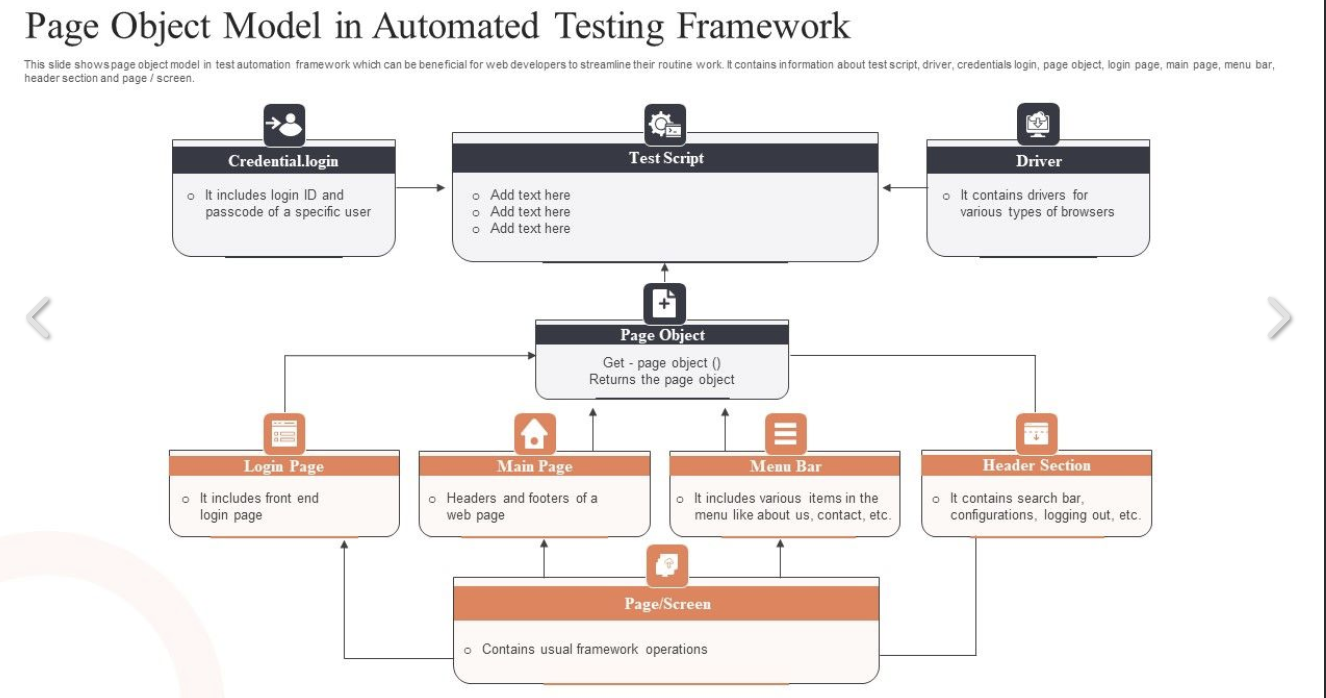 Page Object Model in Automated Testing Framework
This slide shows page object model in test automation framework which can be beneficial for web developers to streamline their routine work. It contains information about test script, driver, credentials login, page object, login page, main page, menu bar,
header section and page / screen.
Credential.login
It includes login ID and
passcode of a specific user
Test Script
Add text here
Add text here
Add text here
Driver
It contains drivers for
various types of browsers
Page Object
Get - page object ()
Returns the page object
Login Page
It includes front end
login page
Main Page
Headers and footers of a
web page
Menu Bar
It includes various items in the
menu like about us, contact, etc.
Header Section
It contains search bar,
configurations, logging out, etc.
Page/Screen
Contains usual framework operations